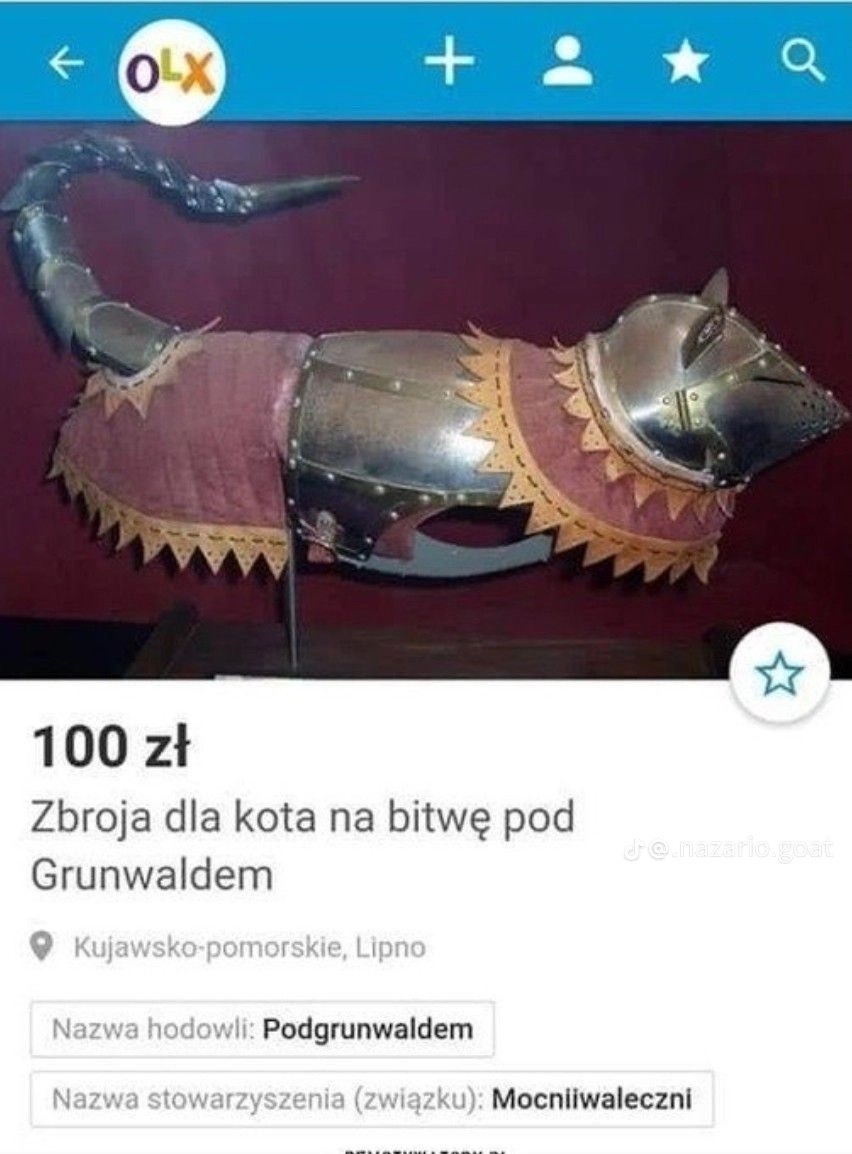 OLX
100 zł
Zbroja dla kota na bitwę pod
Grunwaldem
@.nazario.goat
Kujawsko-pomorskie, Lipno
Nazwa hodowli: Podgrunwaldem
Nazwa stowarzyszenia (związku): Mocniiwaleczni